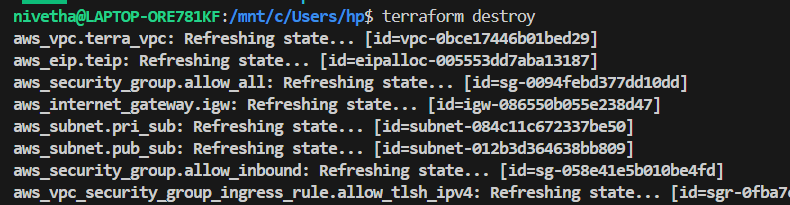 nivetha@LAPTOP-ORE781KF:/mnt/c/Users/hp$ terraform destroy
aws_vpc.terra_vpc: Refreshing state... [id=vpc-0bce17446b01bed29]
aws_eip.teip: Refreshing state... [id=eipalloc-005553dd7aba13187]
aws_security_group.allow_all: Refreshing state... [id=sg-0094febd377dd10dd]
aws_internet_gateway.igw: Refreshing state... [id=igw-086550b055e238d47]
aws_subnet.pri_sub: Refreshing state... [id=subnet-084c11c672337be50]
aws_subnet.pub_sub: Refreshing state... [id=subnet-012b3d364638bb809]
aws_security_group.allow_inbound: Refreshing state... [id=sg-058e41e5b010be4fd]
aws_vpc_security_group_ingress_rule.allow_tlsh_ipv4: Refreshing state... [id=sgr-0fba7